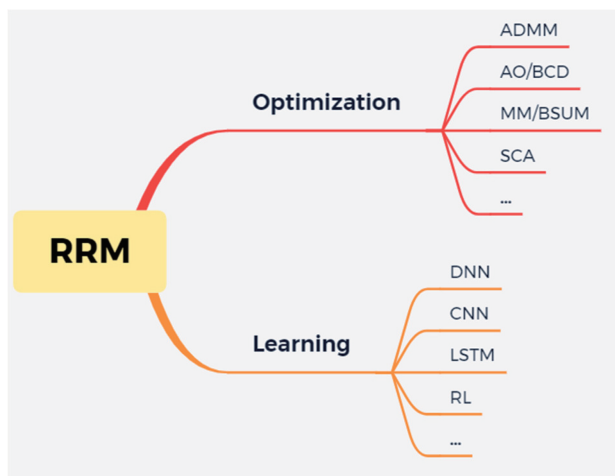 RRM
Optimization
ADMM
AO/BCD
MM/BSUM
SCA
...
Learning
DNN
CNN
LSTM
RL
...